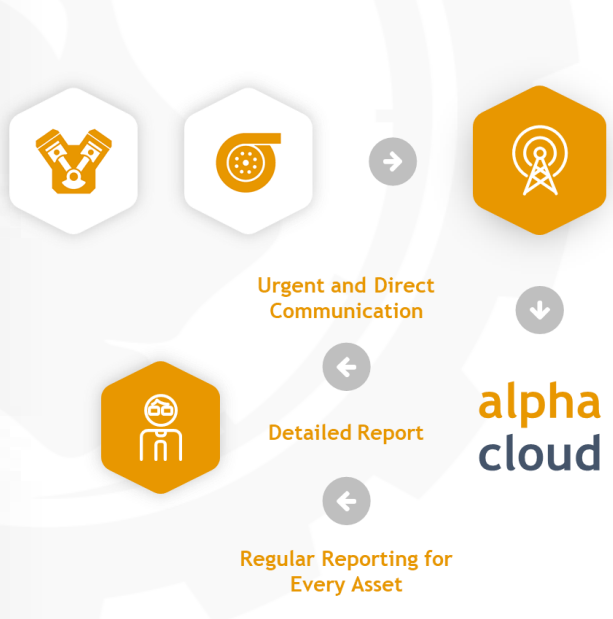 Urgent and Direct
Communication
alpha
cloud
Detailed Report
Regular Reporting for
Every Asset